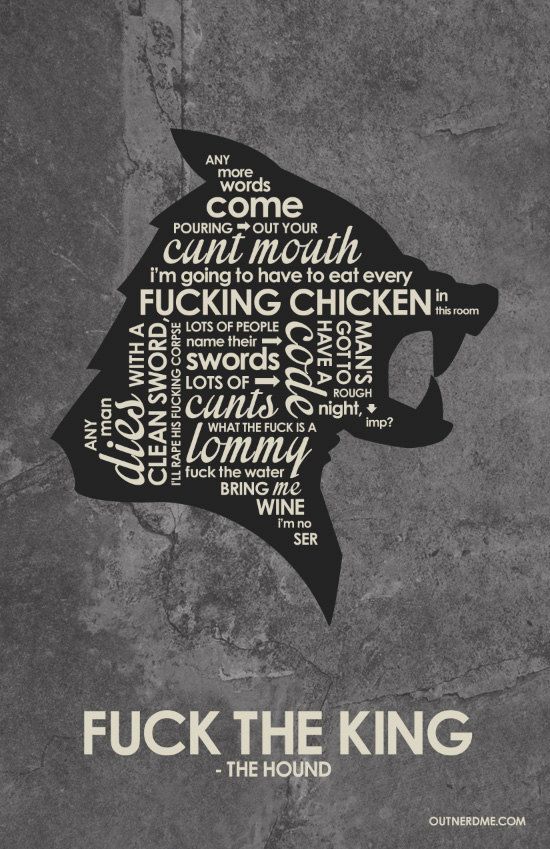 ANY
more
words
come
POURING ➡ OUT YOUR
cunt mouth
i'm going to have to eat every
FUCKING CHICKEN in
this room
ANY
man
dies WITH A
CLEAN SWORD,
I'LL RAPE HIS FUCKING CORPSE
LOTS OF PEOPLE
name their
swords
LOTS OF
cunts
MAN'S
GOT TO
HAVE A
code
ROUGH
night,
imp?
WHAT THE FUCK IS A
lommy
fuck the water
BRING me
WINE
i'm no
SER
FUCK THE KING
- THE HOUND
OUTNERDME.COM